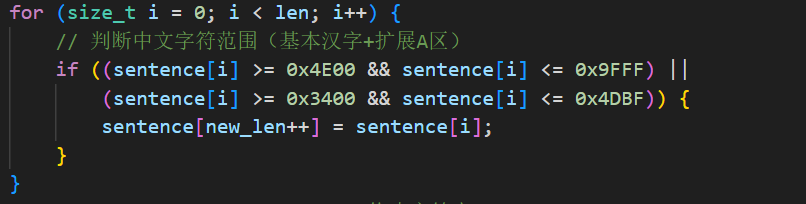 for (size_t i = 0; i < len; i++) {
    // 判断中文字符范围（基本汉字+扩展A区）
    if ((sentence[i] >= 0x4E00 && sentence[i] <= 0x9FFF) ||
        (sentence[i] >= 0x3400 && sentence[i] <= 0x4DBF)) {
        sentence[new_len++] = sentence[i];
    }
}